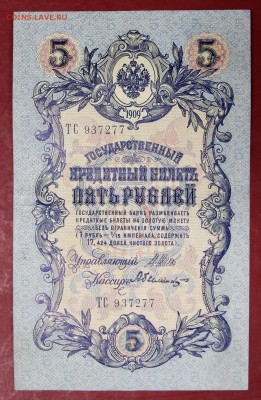 COINS-LAVE.RU
5 5
1909
ТС 937277
ГОСУДАРСТВЕННЫЙ
КРЕДИТНЫЙ БИЛЕТЪ
ПЯТЬ РУБЛЕЙ
ГОСУДАРСТВЕННЫЙ БАНКЪ РАЗМѢНИВАЕТЪ
КРЕДИТНЫЕ БИЛЕТЫ НА ЗОЛОТУЮ МОНЕТУ
БЕЗЪ ОГРАНИЧЕНІЯ СУММЫ
(1 РУБЛЬ = 1/15 ИМПЕРІАЛА, СОДЕРЖИТЪ
17,424 ДОЛЕЙ ЧИСТАГО ЗОЛОТА).
Управляющій
Кассиръ
ТС 937277
5